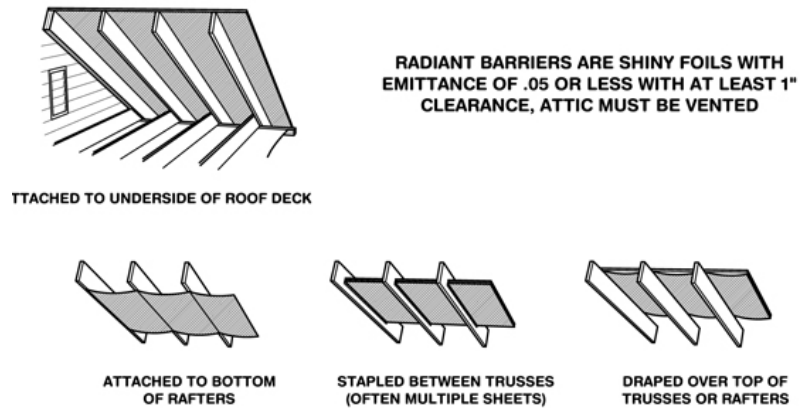 RADIANT BARRIERS ARE SHINY FOILS WITH
EMITTANCE OF .05 OR LESS WITH AT LEAST 1"
CLEARANCE, ATTIC MUST BE VENTED
TTACHED TO UNDERSIDE OF ROOF DECK
ATTACHED TO BOTTOM
OF RAFTERS
STAPLED BETWEEN TRUSSES
(OFTEN MULTIPLE SHEETS)
DRAPED OVER TOP OF
TRUSSES OR RAFTERS